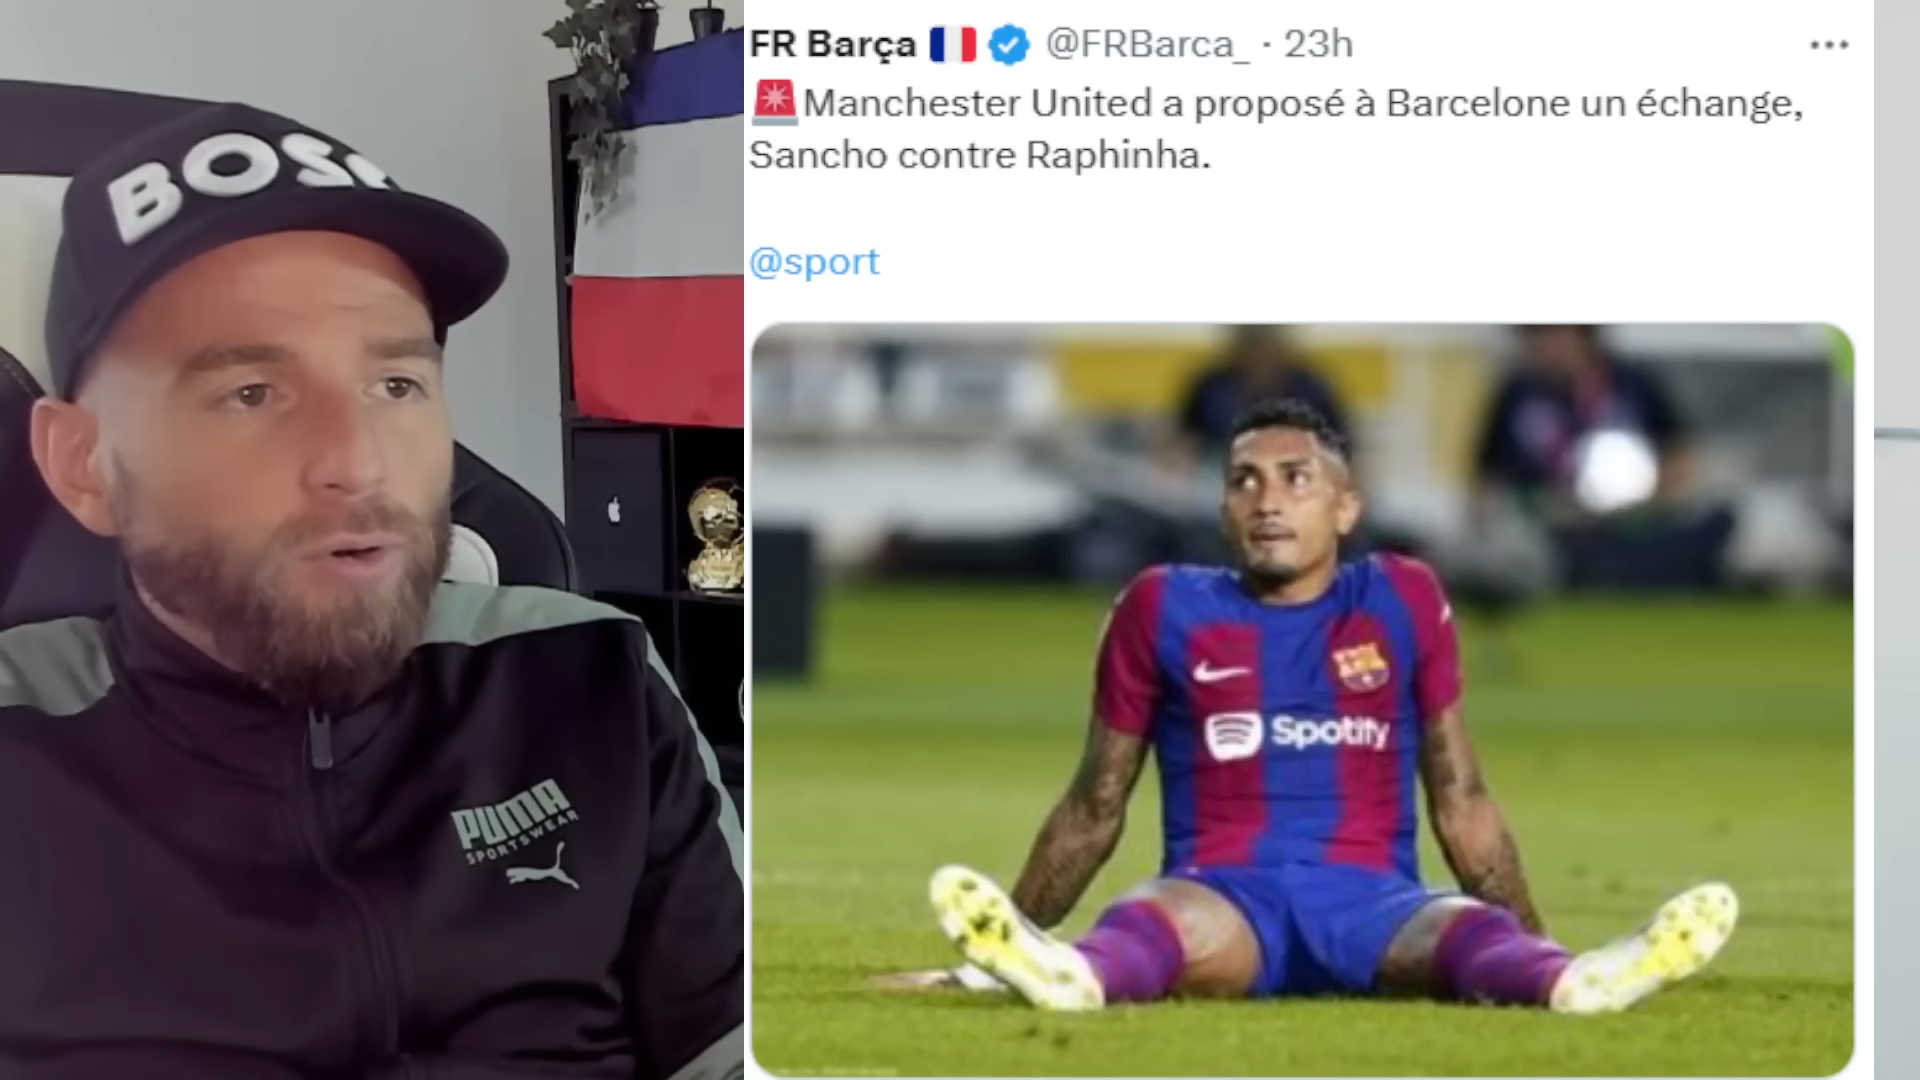 FR Barça @FRBarca_ · 23h
Manchester United a proposé à Barcelone un échange,
Sancho contre Raphinha.
@sport
BOSS
PUMA
SPORTSWEAR
Spotify